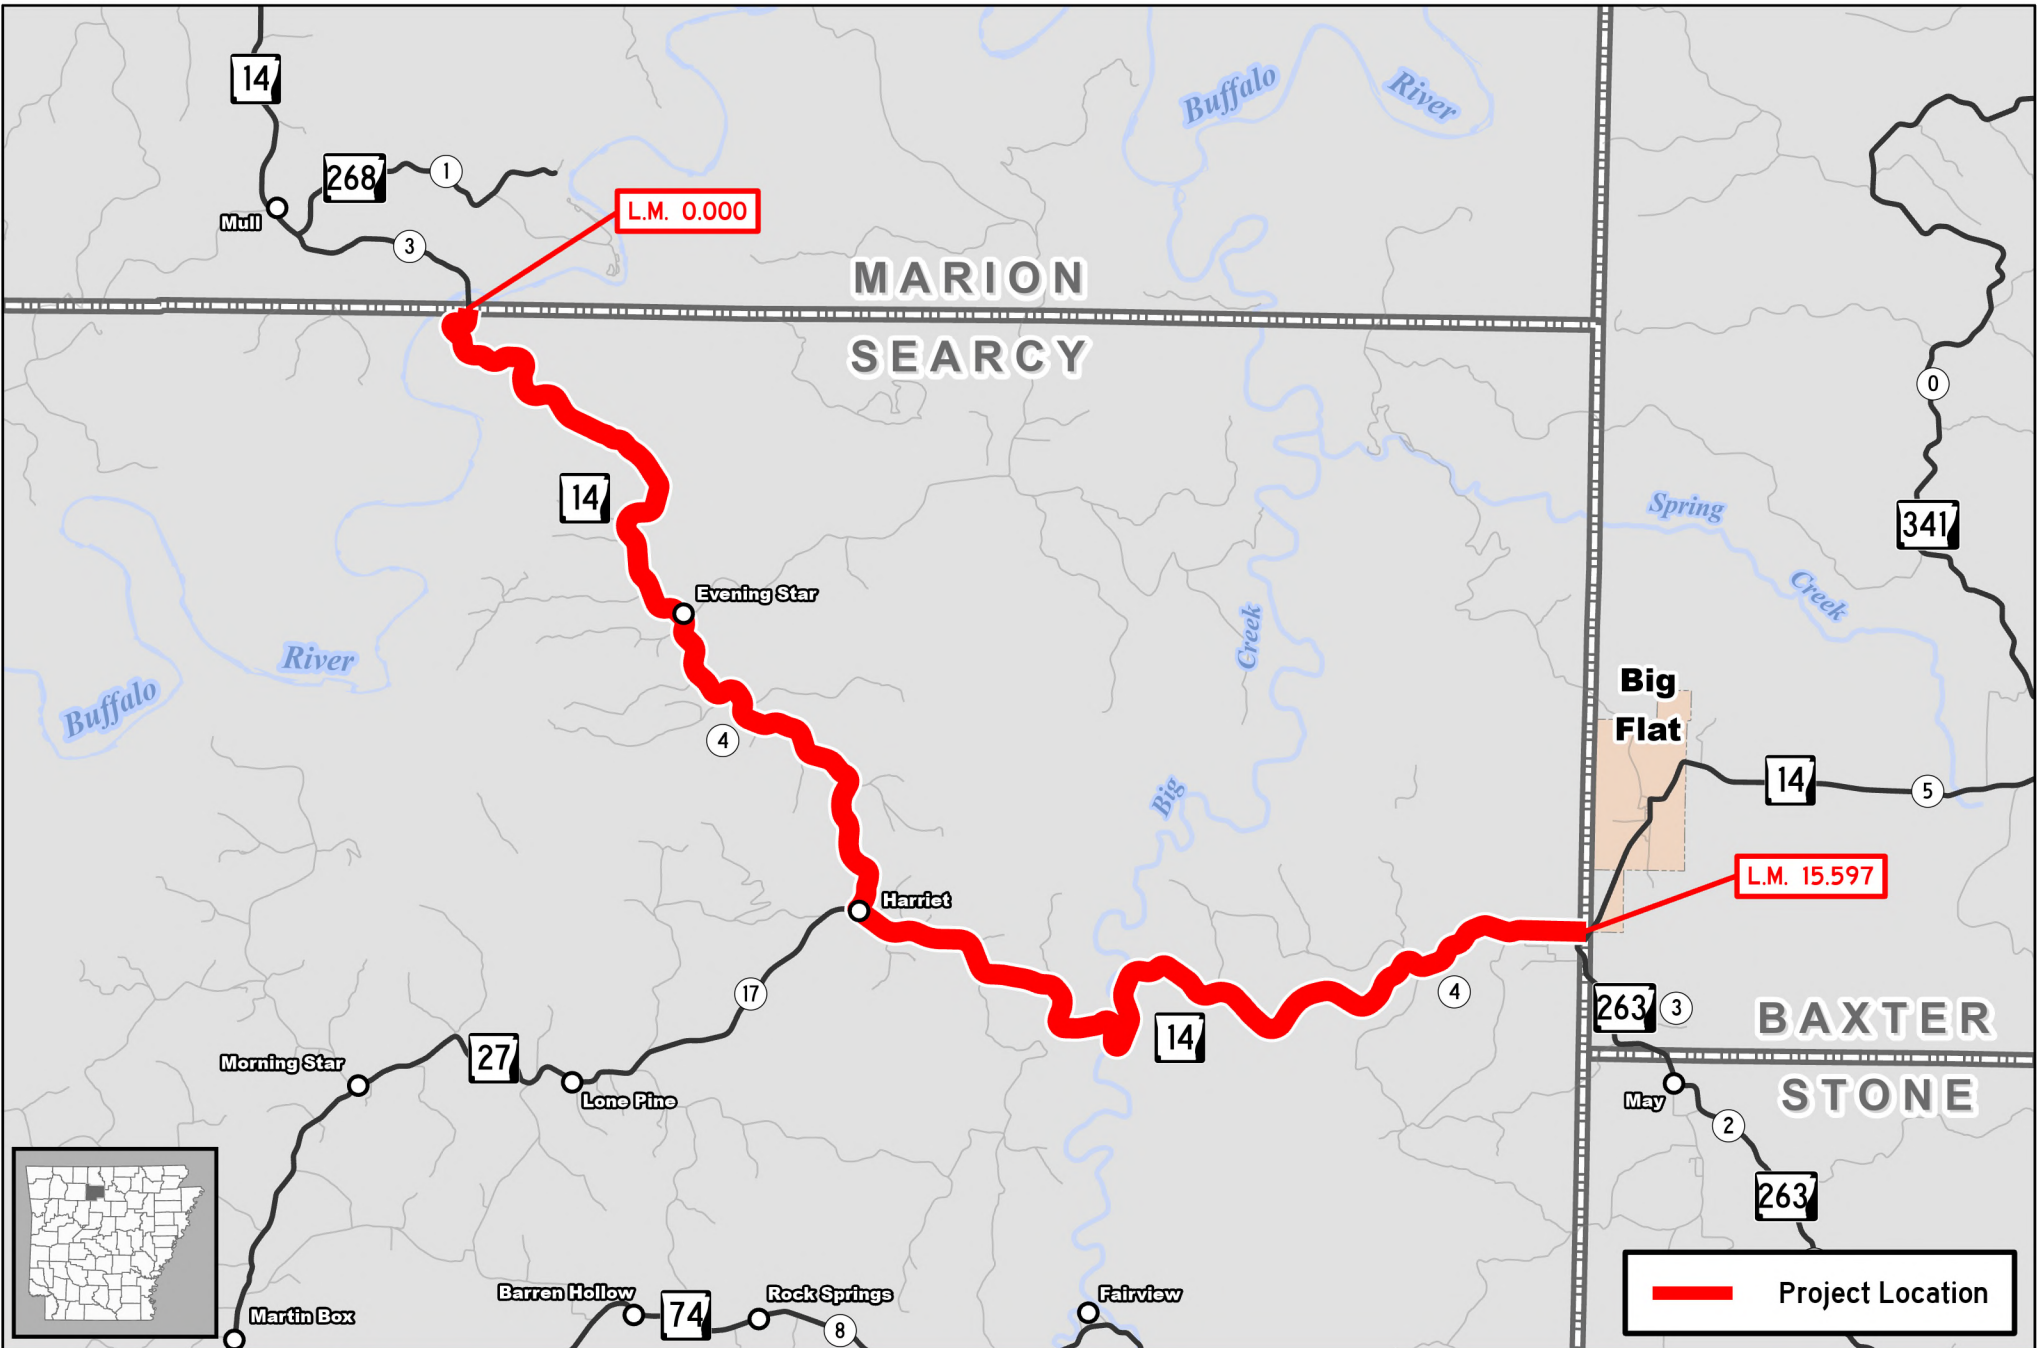 14
Buffalo
River
268
1
Mull
L.M. 0.000
3
MARION
SEARCY
0
14
Spring
341
Evening Star
Creek
Creek
River
Buffalo
Big
Flat
4
14
5
Big
L.M. 15.597
Harriet
17
4
263
3
BAXTER
14
27
Morning Star
Lone Pine
May
STONE
2
263
Barren Hollow
74
Rock Springs
8
Fairview
Martin Box
Project Location